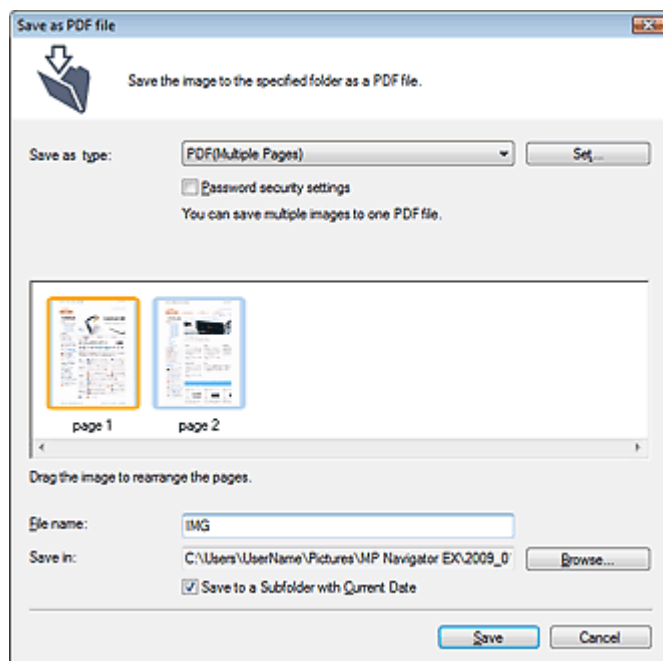 Save as PDF file
Save the image to the specified folder as a PDF file.
Save as type: PDF(Multiple Pages) Set...
Password security settings
You can save multiple images to one PDF file.
page 1 page 2
Drag the image to rearrange the pages.
File name: IMG
Save in: C:\Users\UserName\Pictures\MP Navigator EX\2009_0 Browse...
Save to a Subfolder with Current Date
Save Cancel